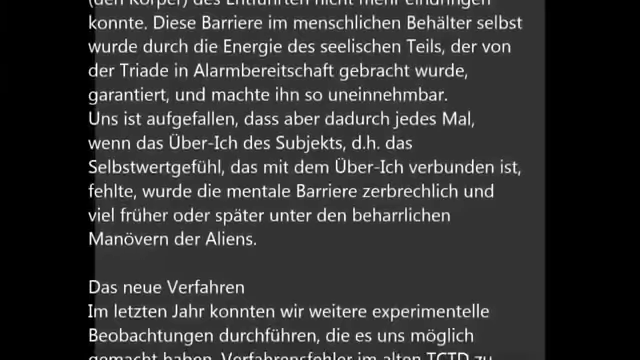 (den Körper) des Entführten nicht mehr eindringen
konnte. Diese Barriere im menschlichen Behälter selbst
wurde durch die Energie des seelischen Teils, der von
der Triade in Alarmbereitschaft gebracht wurde,
garantiert, und machte ihn so uneinnehmbar.
Uns ist aufgefallen, dass aber dadurch jedes Mal,
wenn das Über-Ich des Subjekts, d.h. das
Selbstwertgefühl, das mit dem Über-Ich verbunden ist,
fehlte, wurde die mentale Barriere zerbrechlich und
viel früher oder später unter den beharrlichen
Manövern der Aliens.
Das neue Verfahren
Im letzten Jahr konnten wir weitere experimentelle
Beobachtungen durchführen, die es uns möglich
gemacht haben, Verfahrensfehler im alten TCTD zu